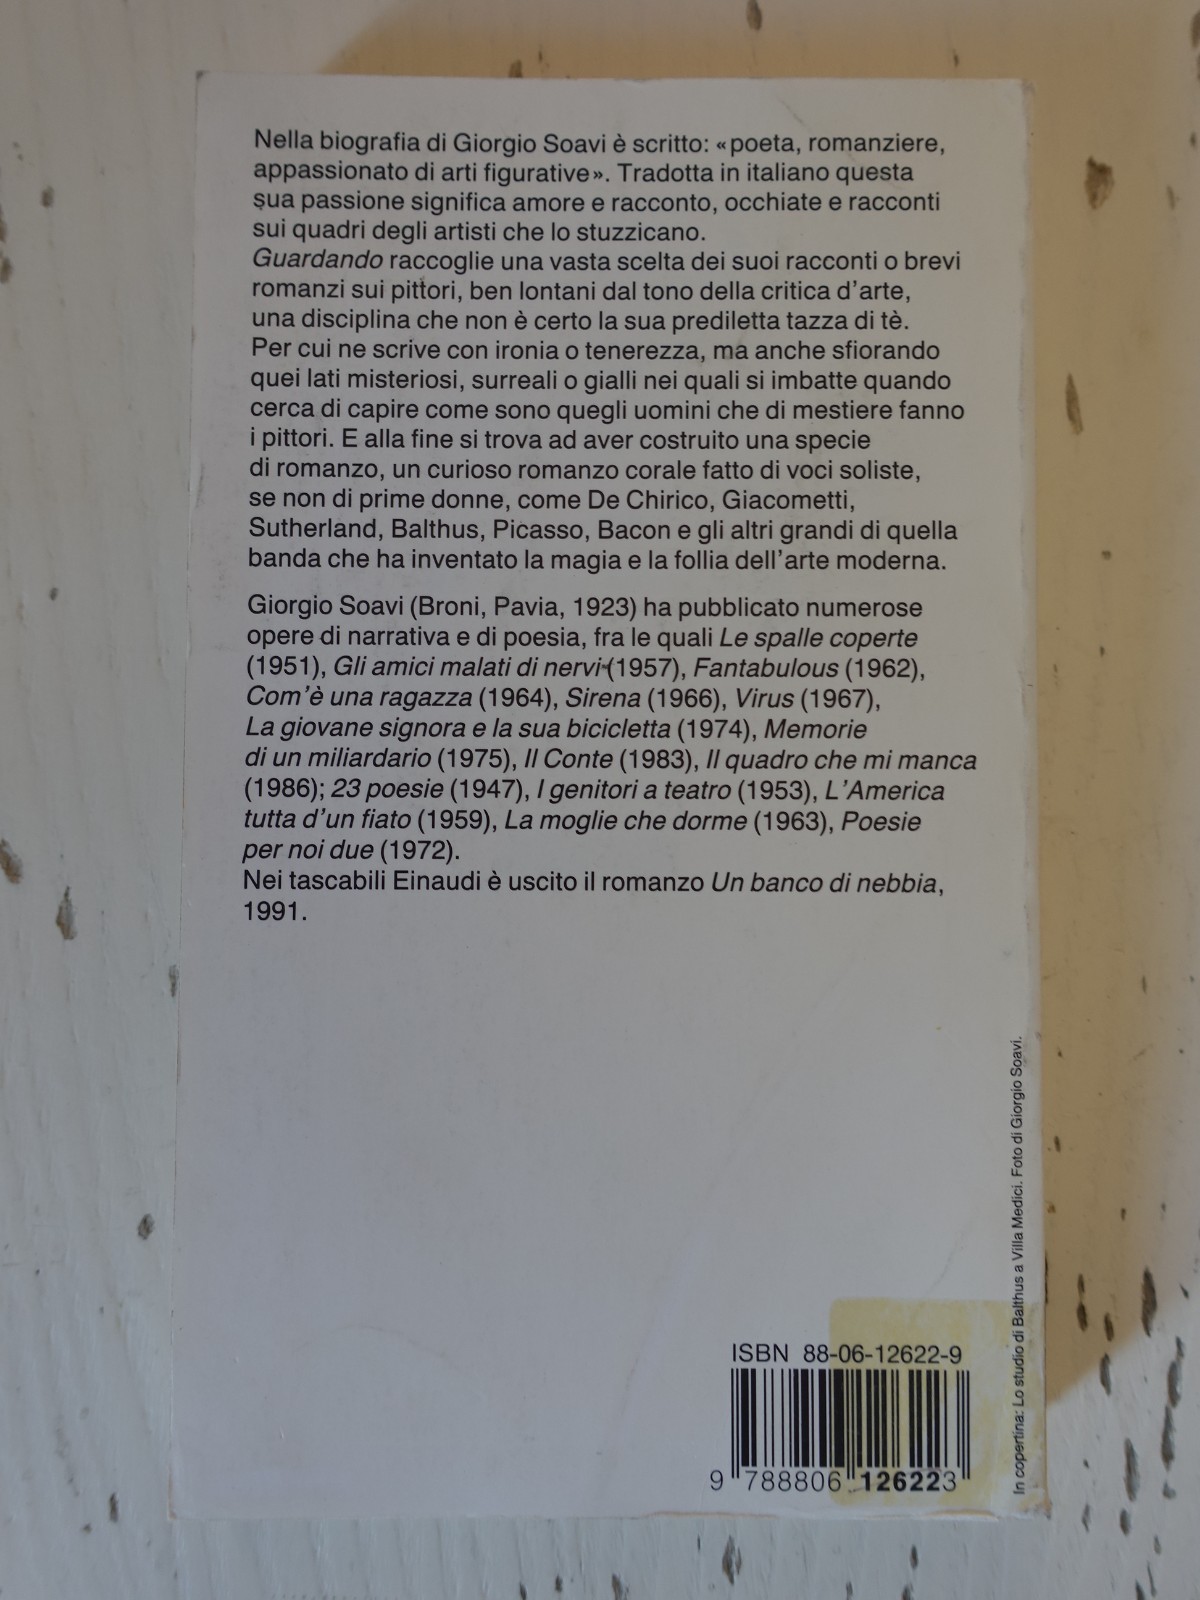 Nella biografia di Giorgio Soavi è scritto: «poeta, romanziere,
appassionato di arti figurative». Tradotta in italiano questa
sua passione significa amore e racconto, occhiate e racconti
sui quadri degli artisti che lo stuzzicano.
Guardando raccoglie una vasta scelta dei suoi racconti o brevi
romanzi sui pittori, ben lontani dal tono della critica d'arte,
una disciplina che non è certo la sua prediletta tazza di tè.
Per cui ne scrive con ironia o tenerezza, ma anche sfiorando
quei lati misteriosi, surreali o gialli nei quali si imbatte quando
cerca di capire come sono quegli uomini che di mestiere fanno
i pittori. E alla fine si trova ad aver costruito una specie
di romanzo, un curioso romanzo corale fatto di voci soliste,
se non di prime donne, come De Chirico, Giacometti,
Sutherland, Balthus, Picasso, Bacon e gli altri grandi di quella
banda che ha inventato la magia e la follia dell'arte moderna.
Giorgio Soavi (Broni, Pavia, 1923) ha pubblicato numerose
opere di narrativa e di poesia, fra le quali Le spalle coperte
(1951), Gli amici malati di nervi (1957), Fantabulous (1962),
Com'è una ragazza (1964), Sirena (1966), Virus (1967),
La giovane signora e la sua bicicletta (1974), Memorie
di un miliardario (1975), Il Conte (1983), Il quadro che mi manca
(1986); 23 poesie (1947), I genitori a teatro (1953), L'America
tutta d'un fiato (1959), La moglie che dorme (1963), Poesie
per noi due (1972).
Nei tascabili Einaudi è uscito il romanzo Un banco di nebbia,
1991.
In copertina: Lo studio di Balthus a Villa Medici. Foto di Giorgio Soavi.
ISBN 88-06-12622-9
9 788806 126223